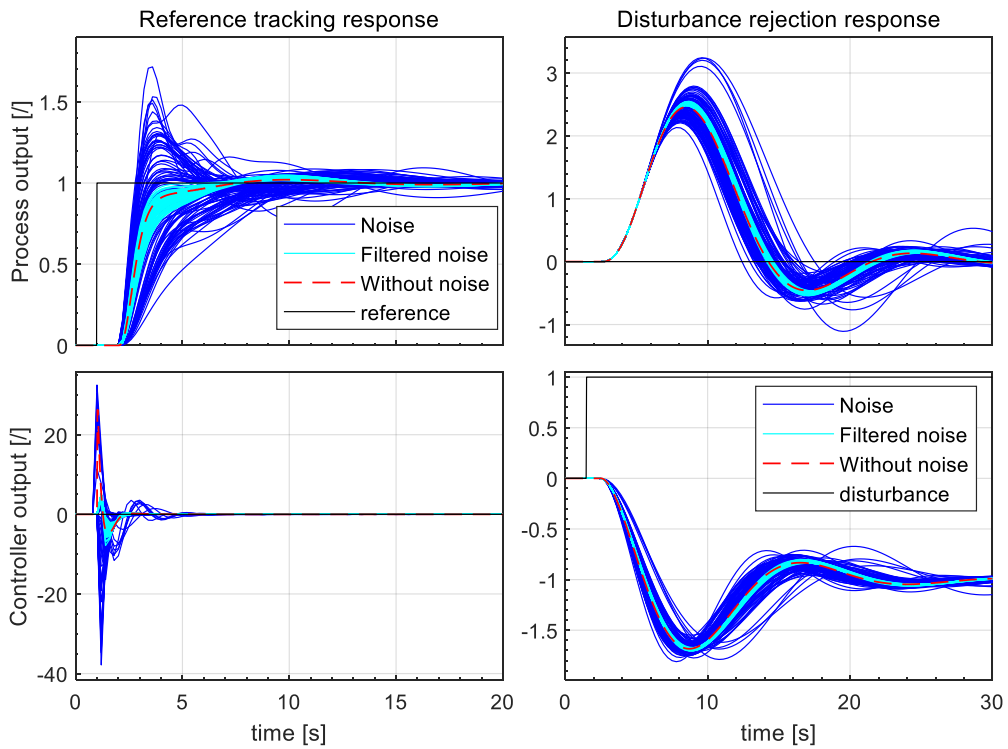 Reference tracking response
Process output [/]
1.5
1
0.5
0
Noise
Filtered noise
Without noise
reference
Disturbance rejection response
3
2
1
0
-1
Controller output [/]
20
0
-20
-40
0 5 10 15 20
time [s]
1
0.5
0
-0.5
-1
-1.5
Noise
Filtered noise
Without noise
disturbance
0 10 20 30
time [s]